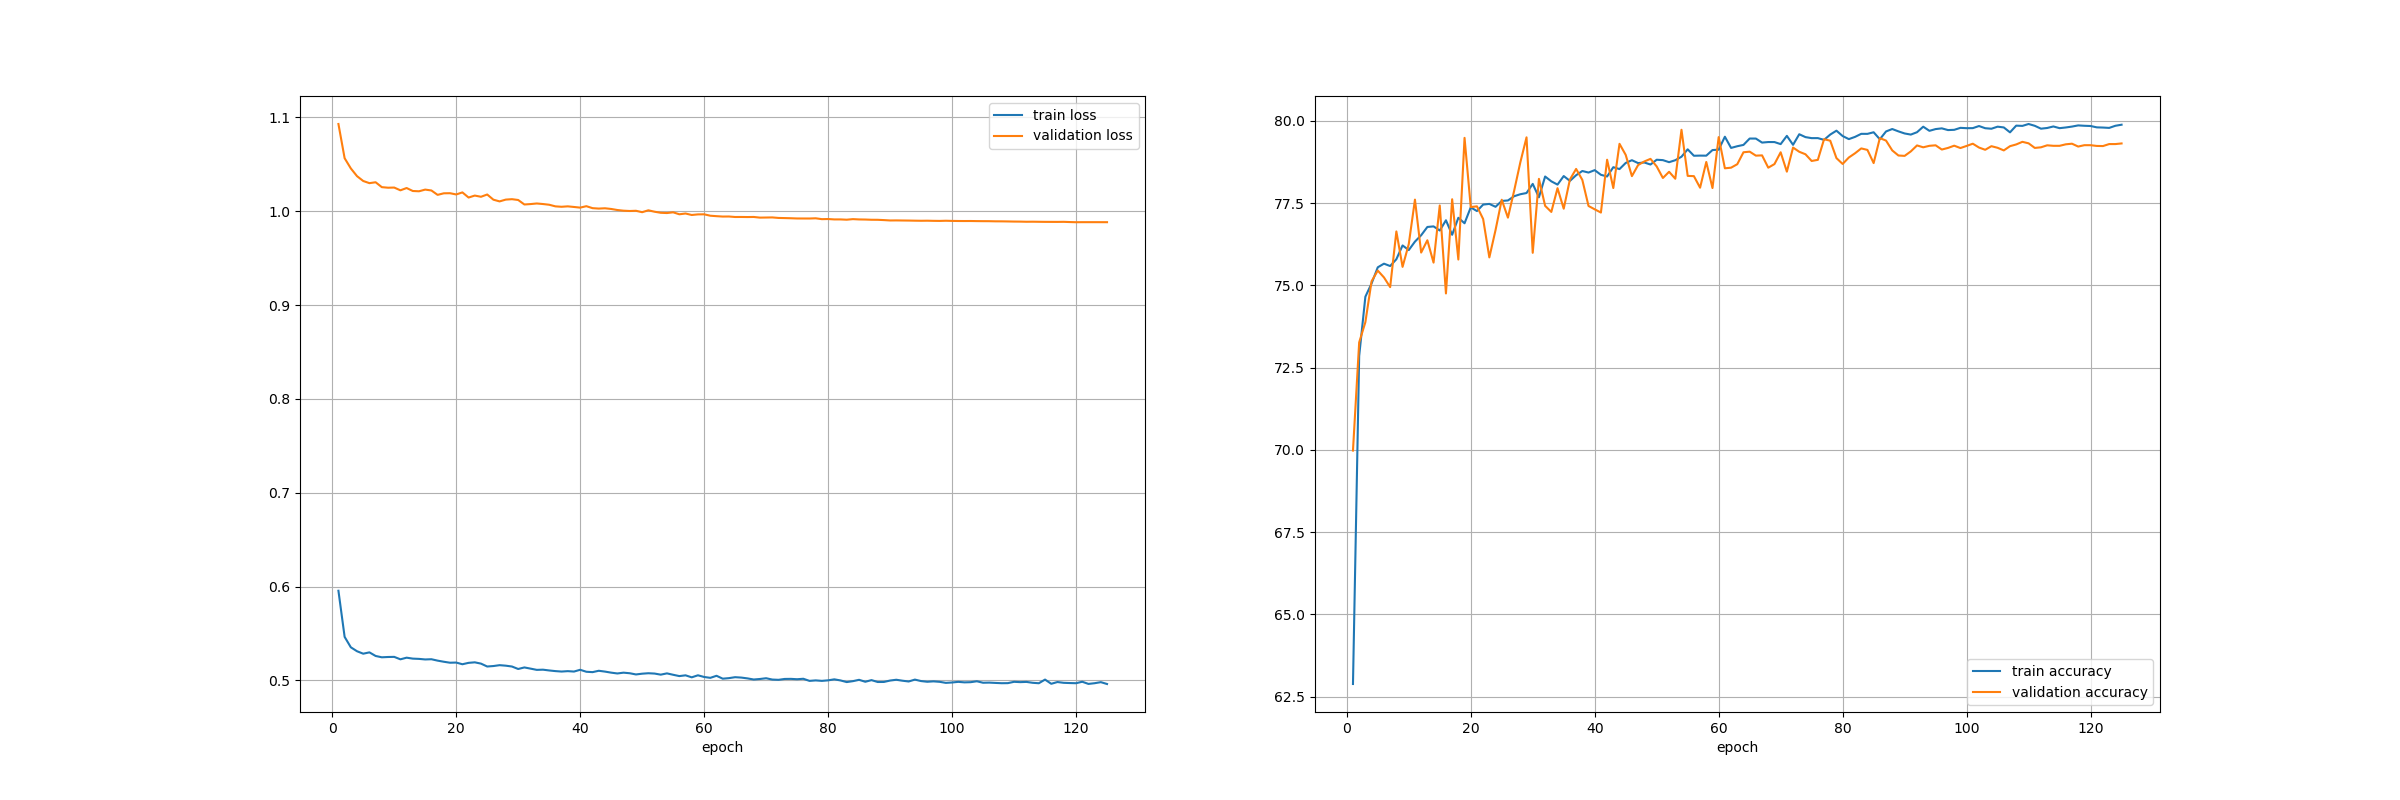 train loss
validation loss
1.1
1.0
0.9
0.8
0.7
0.6
0.5
0 20 40 60 80 100 120
epoch
80.0
77.5
75.0
72.5
70.0
67.5
65.0
62.5
train accuracy
validation accuracy
0 20 40 60 80 100 120
epoch